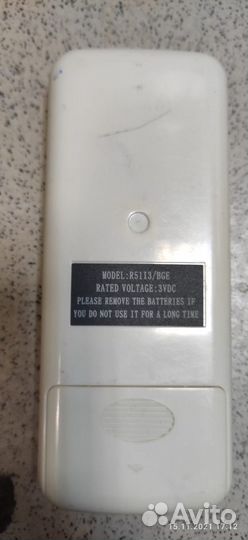 MODEL:R51I3/BGE
RATED VOLTAGE:3VDC
PLEASE REMOVE THE BATTERIES IF
YOU DO NOT USE IT FOR A LONG TIME
Avito
15.11.2021 17:12